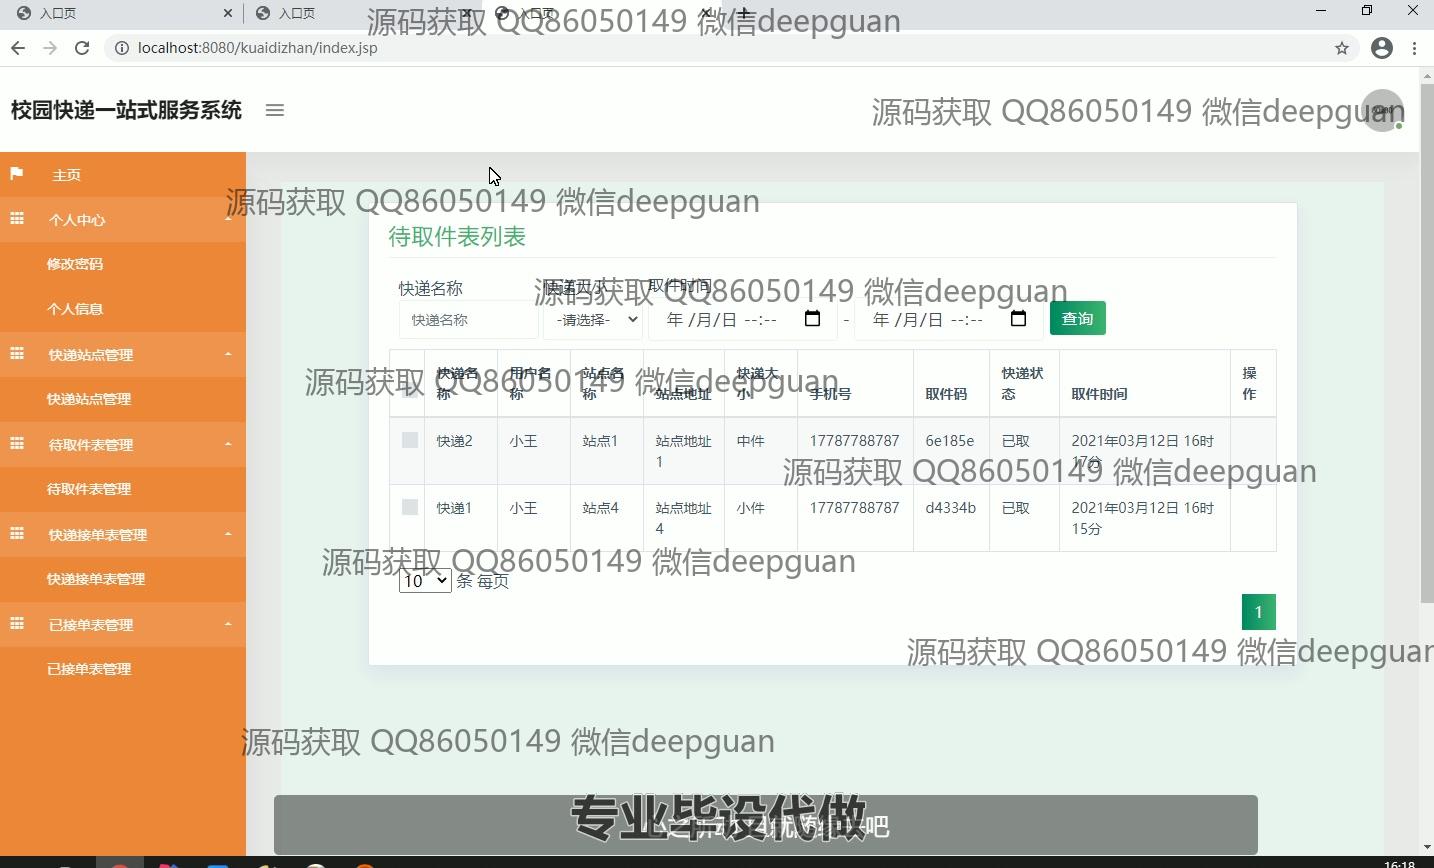 入口页
入口页
入口页
源码获取 QQ86050149 微信deepguan
localhost:8080/kuaidizhan/index.jsp
校园快递一站式服务系统
源码获取 QQ86050149 微信deepguan
主页
个人中心
修改密码
个人信息
快递站点管理
快递站点管理
待取件表管理
待取件表管理
快递接单表管理
快递接单表管理
已接单表管理
已接单表管理
源码获取 QQ86050149 微信deepguan
待取件表列表
快递名称 快递大小 取件时间
源码获取 QQ86050149 微信deepguan
快递名称 -请选择- 年 /月/日 --:-- - 年 /月/日 --:-- 查询
快递名称 用户名称 站点名称 站点地址 快递大小 手机号 取件码 快递状态 取件时间 操作
源码获取 QQ86050149 微信deepguan
快递2 小王 站点1 站点地址1 中件 17787788787 6e185e 已取 2021年03月12日 16时17分
源码获取 QQ86050149 微信deepguan
快递1 小王 站点4 站点地址4 小件 17787788787 d4334b 已取 2021年03月12日 16时15分
源码获取 QQ86050149 微信deepguan
10 条 每页
1
源码获取 QQ86050149 微信deepguan
源码获取 QQ86050149 微信deepguan
专业毕设代做
16:18